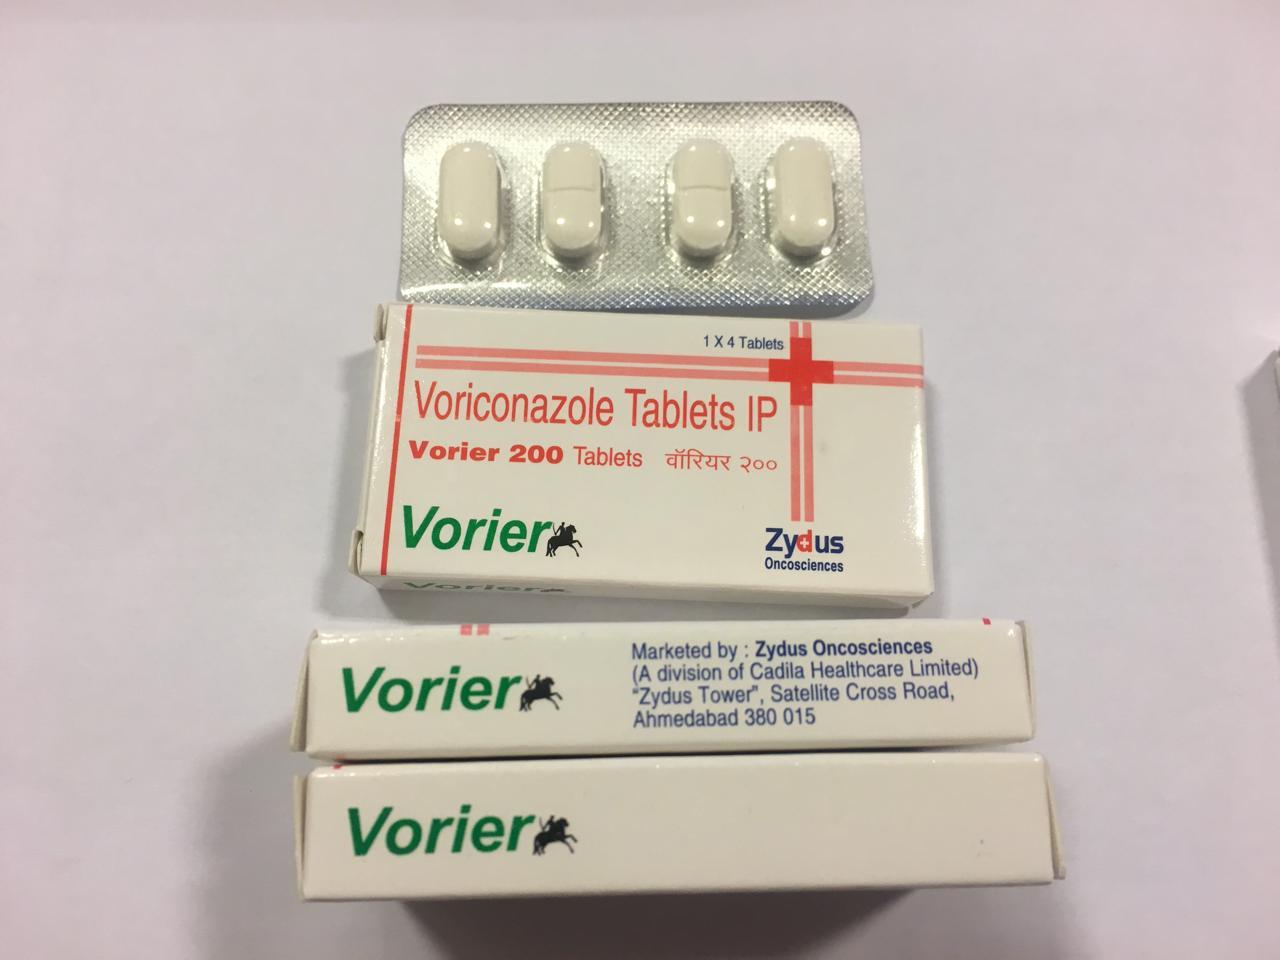 1 X 4 Tablets
Voriconazole Tablets IP
Vorier 200 Tablets वॉरियर २००
Vorier
Zydus
Oncosciences
Vorier
Vorier
Marketed by : Zydus Oncosciences
(A division of Cadila Healthcare Limited)
"Zydus Tower", Satellite Cross Road,
Ahmedabad 380 015
Vorier